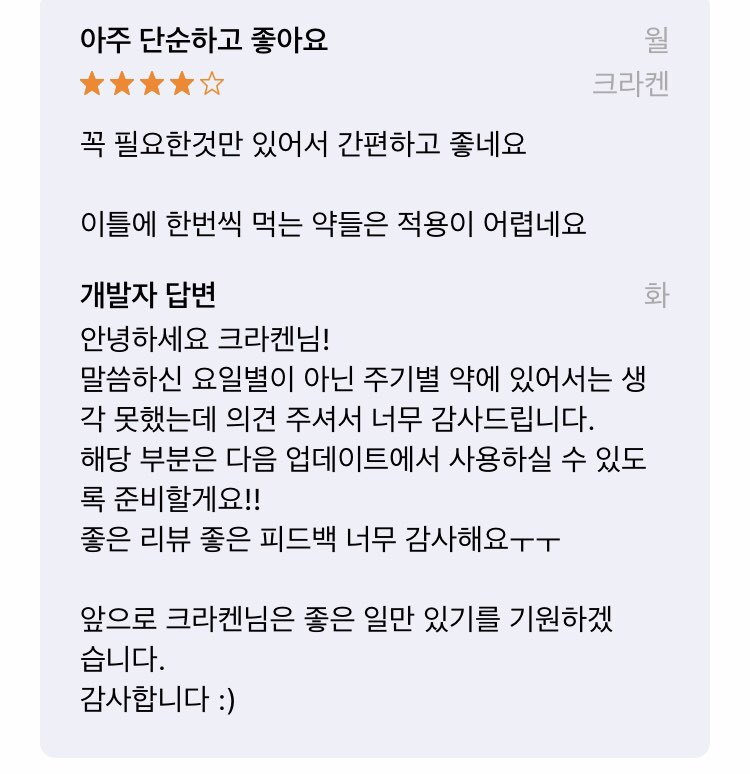 아주 단순하고 좋아요
월
크라켄
꼭 필요한것만 있어서 간편하고 좋네요
이틀에 한번씩 먹는 약들은 적용이 어렵네요
개발자 답변
화
안녕하세요 크라켄님!
말씀하신 요일별이 아닌 주기별 약에 있어서는 생
각 못했는데 의견 주셔서 너무 감사드립니다.
해당 부분은 다음 업데이트에서 사용하실 수 있도
록 준비할게요!!
좋은 리뷰 좋은 피드백 너무 감사해요ㅜㅜ
앞으로 크라켄님은 좋은 일만 있기를 기원하겠
습니다.
감사합니다 :)